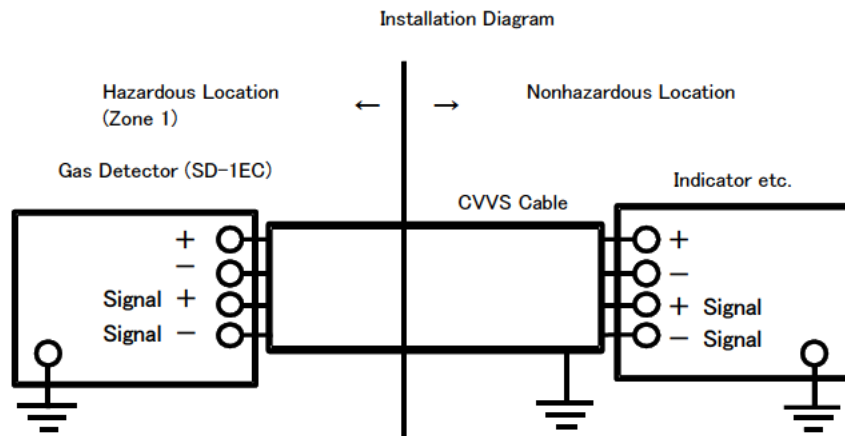 Installation Diagram
Hazardous Location
(Zone 1)
← →
Nonhazardous Location
Gas Detector (SD-1EC)
CVVS Cable
Indicator etc.
+
−
Signal +
Signal −
+
−
+ Signal
− Signal